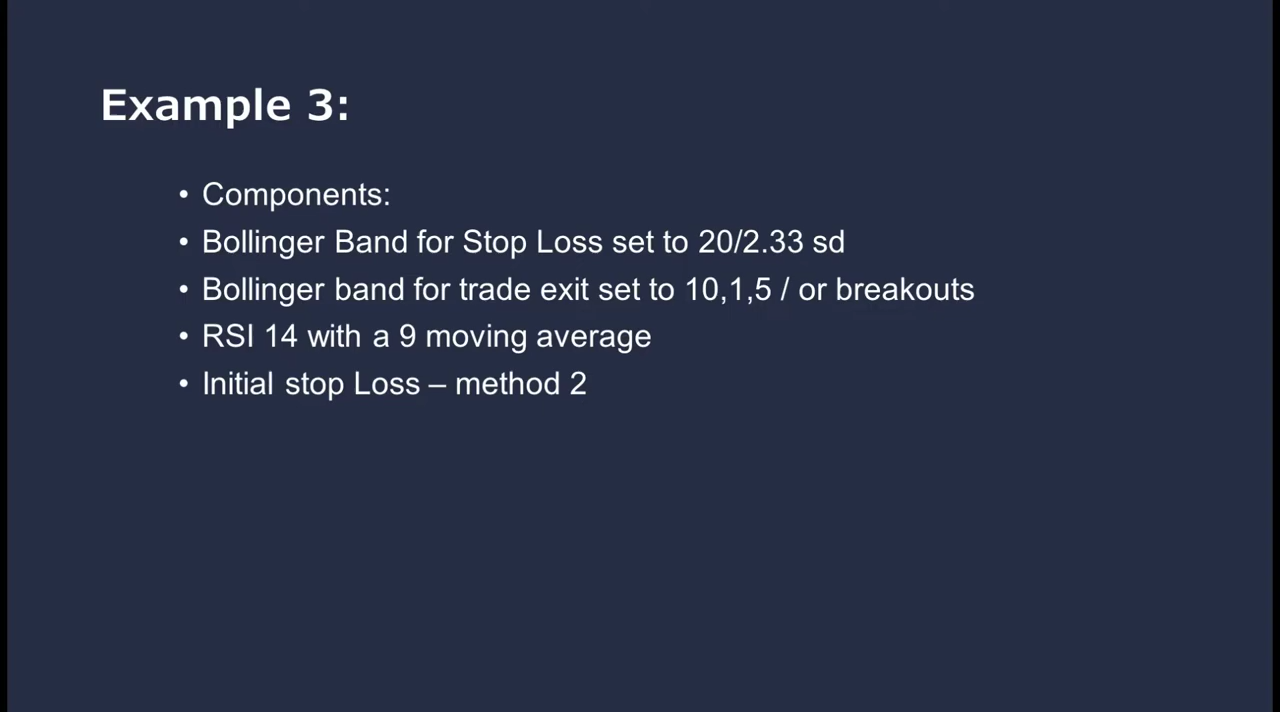 Example 3:
• Components:
• Bollinger Band for Stop Loss set to 20/2.33 sd
• Bollinger band for trade exit set to 10,1,5 / or breakouts
• RSI 14 with a 9 moving average
• Initial stop Loss – method 2